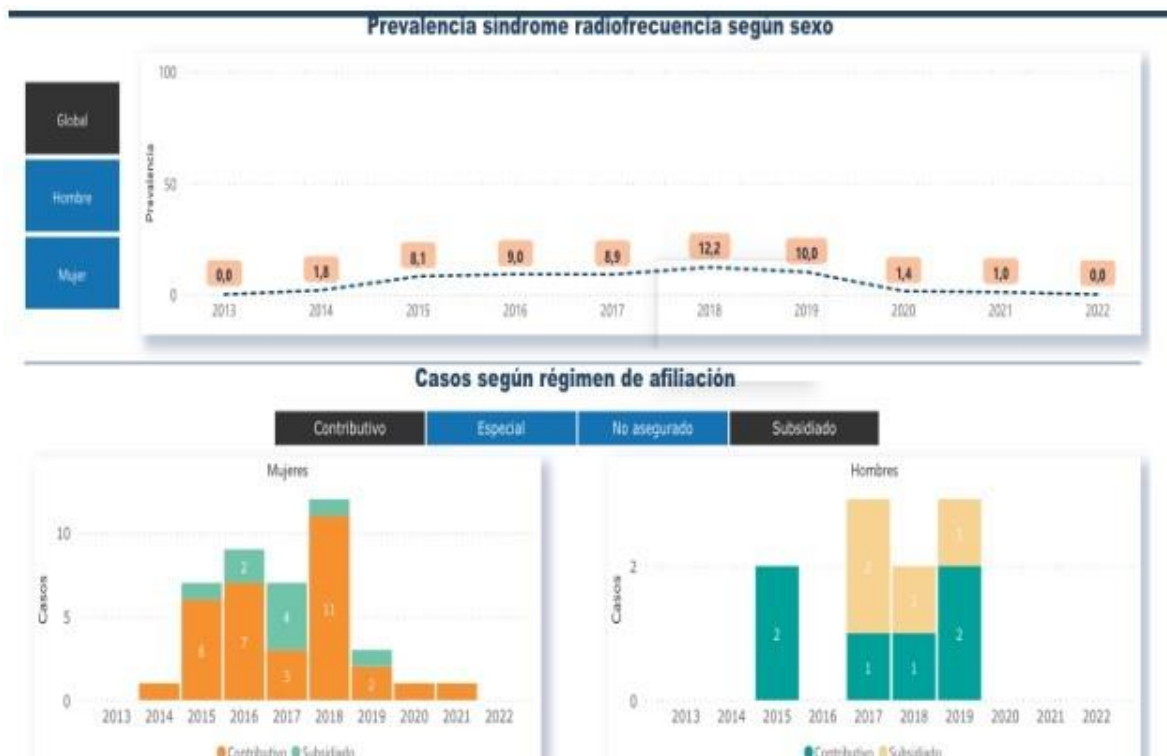 Prevalencia sindrome radiofrecuencia según sexo
Global
Hombre
Mujer
Prevalencia
100
50
0
0,0
1,8
8,1
9,0
8,9
12,2
10,0
1,4
1,0
0,0
2013 2014 2015 2016 2017 2018 2019 2020 2021 2022
Casos según régimen de afiliación
Contributivo Especial No asegurado Subsidiado
Mujeres
Casos
10
5
0
6
7
2
3
4
11
2
2013 2014 2015 2016 2017 2018 2019 2020 2021 2022
Contributivo Subsidiado
Hombres
Casos
2
0
2
2
1
1
1
1
2
2013 2014 2015 2016 2017 2018 2019 2020 2021 2022
Contributivo Subsidiado